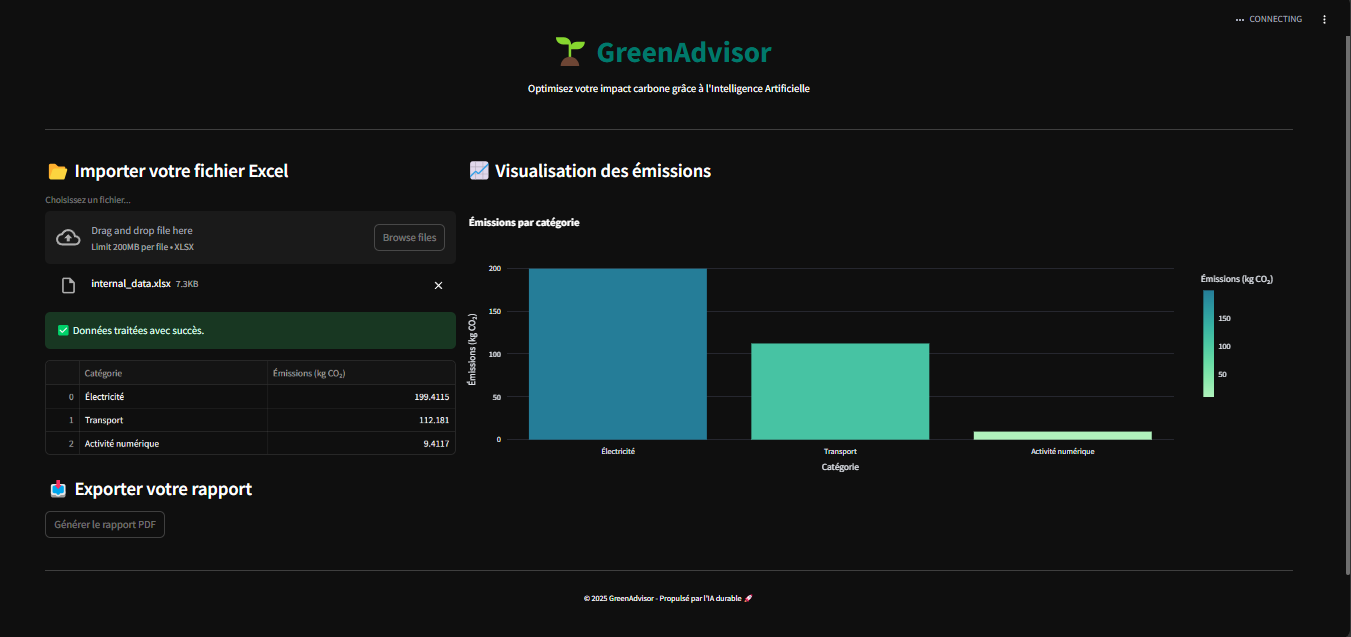 CONNECTING
GreenAdvisor
Optimisez votre impact carbone grâce à l'Intelligence Artificielle
Importer votre fichier Excel
Choisissez un fichier...
Drag and drop file here
Limit 200MB per file • XLSX
Browse files
internal_data.xlsx 7.3KB
Données traitées avec succès.
Catégorie Émissions (kg CO₂)
0 Électricité 199.4115
1 Transport 112.181
2 Activité numérique 9.4117
Exporter votre rapport
Générer le rapport PDF
Visualisation des émissions
Émissions par catégorie
Émissions (kg CO₂)
200
150
100
50
0
Électricité Transport Activité numérique
Catégorie
Émissions (kg CO₂)
150
100
50
© 2025 GreenAdvisor - Propulsé par l'IA durable